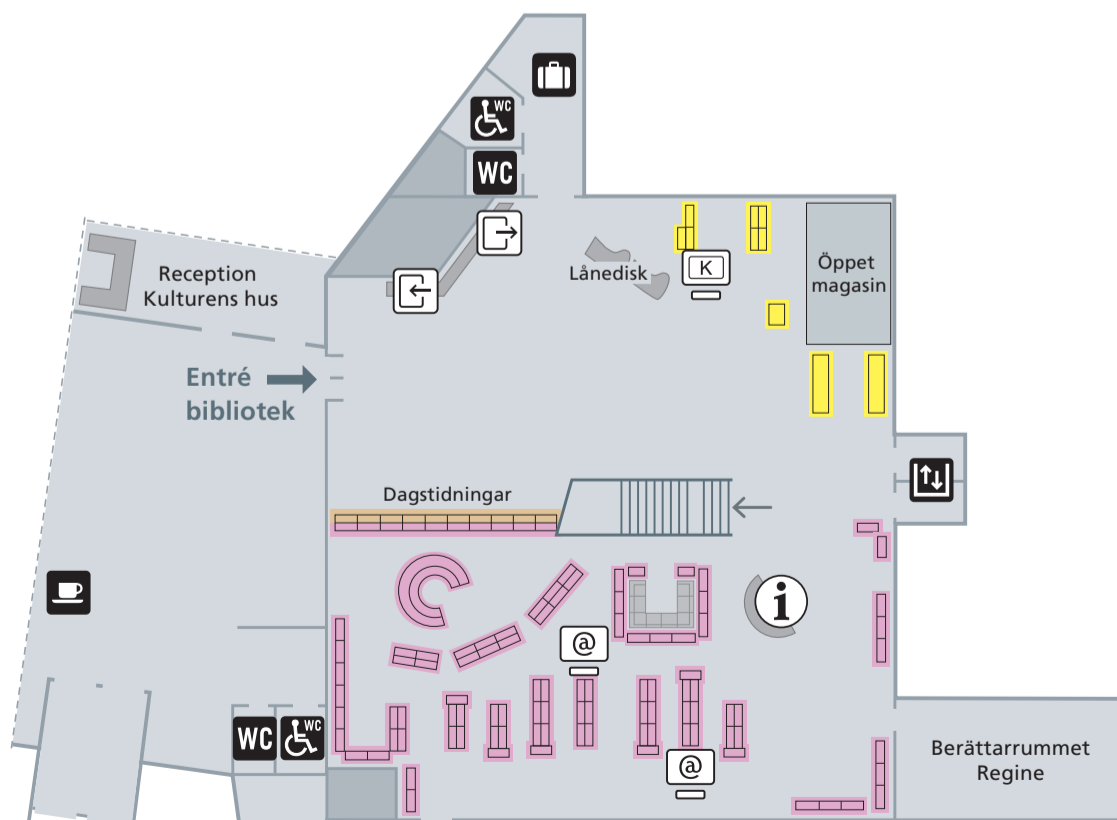 WC
WC
K
Lånedisk
Öppet
magasin
Reception
Kulturens hus
Entré
bibliotek
Dagstidningar
i
@
WC
WC
@
Berättarrummet
Regine